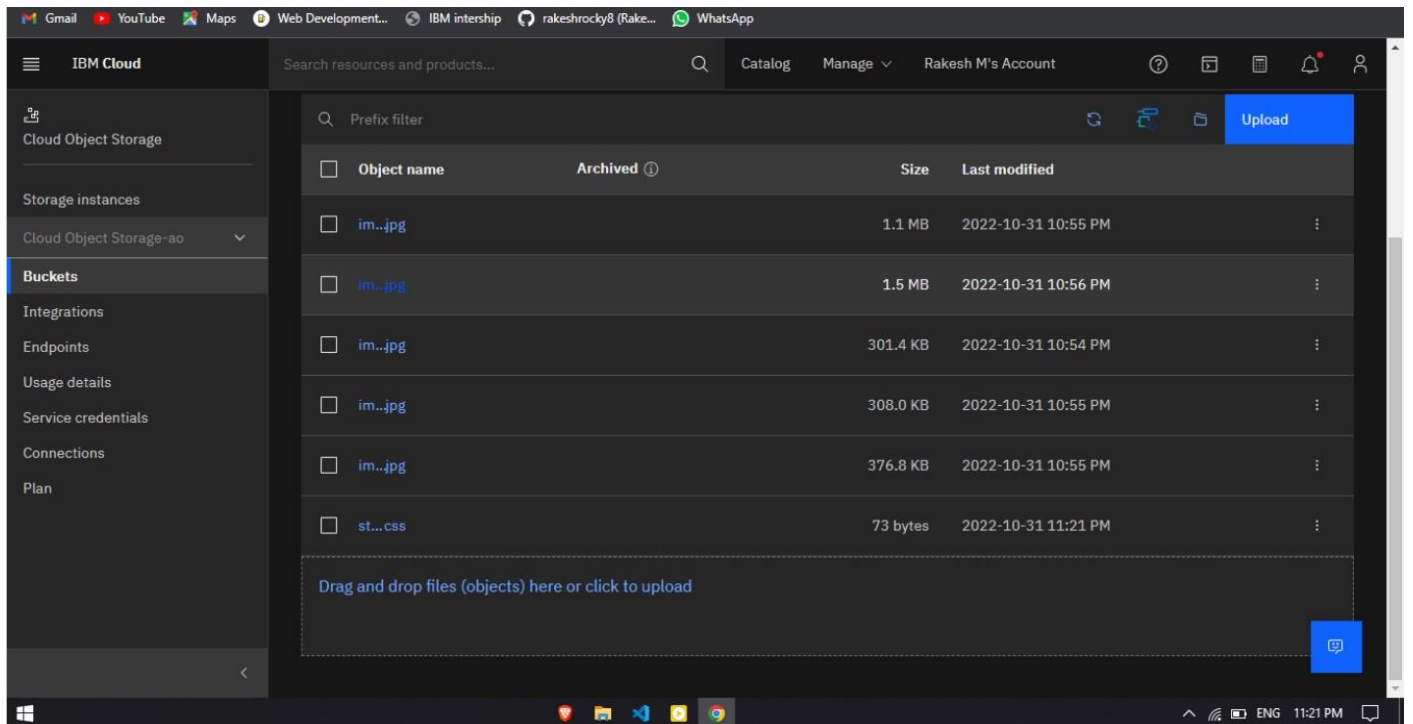 Gmail YouTube Maps Web Development... IBM intership rakeshrocky8 (Rake... WhatsApp
IBM Cloud Search resources and products... Catalog Manage Rakesh M's Account
Cloud Object Storage
Storage instances
Cloud Object Storage-ao
Buckets
Integrations
Endpoints
Usage details
Service credentials
Connections
Plan
Prefix filter Upload
Object name Archived Size Last modified
im...jpg 1.1 MB 2022-10-31 10:55 PM
im...jpg 1.5 MB 2022-10-31 10:56 PM
im...jpg 301.4 KB 2022-10-31 10:54 PM
im...jpg 308.0 KB 2022-10-31 10:55 PM
im...jpg 376.8 KB 2022-10-31 10:55 PM
st...css 73 bytes 2022-10-31 11:21 PM
Drag and drop files (objects) here or click to upload
ENG 11:21 PM